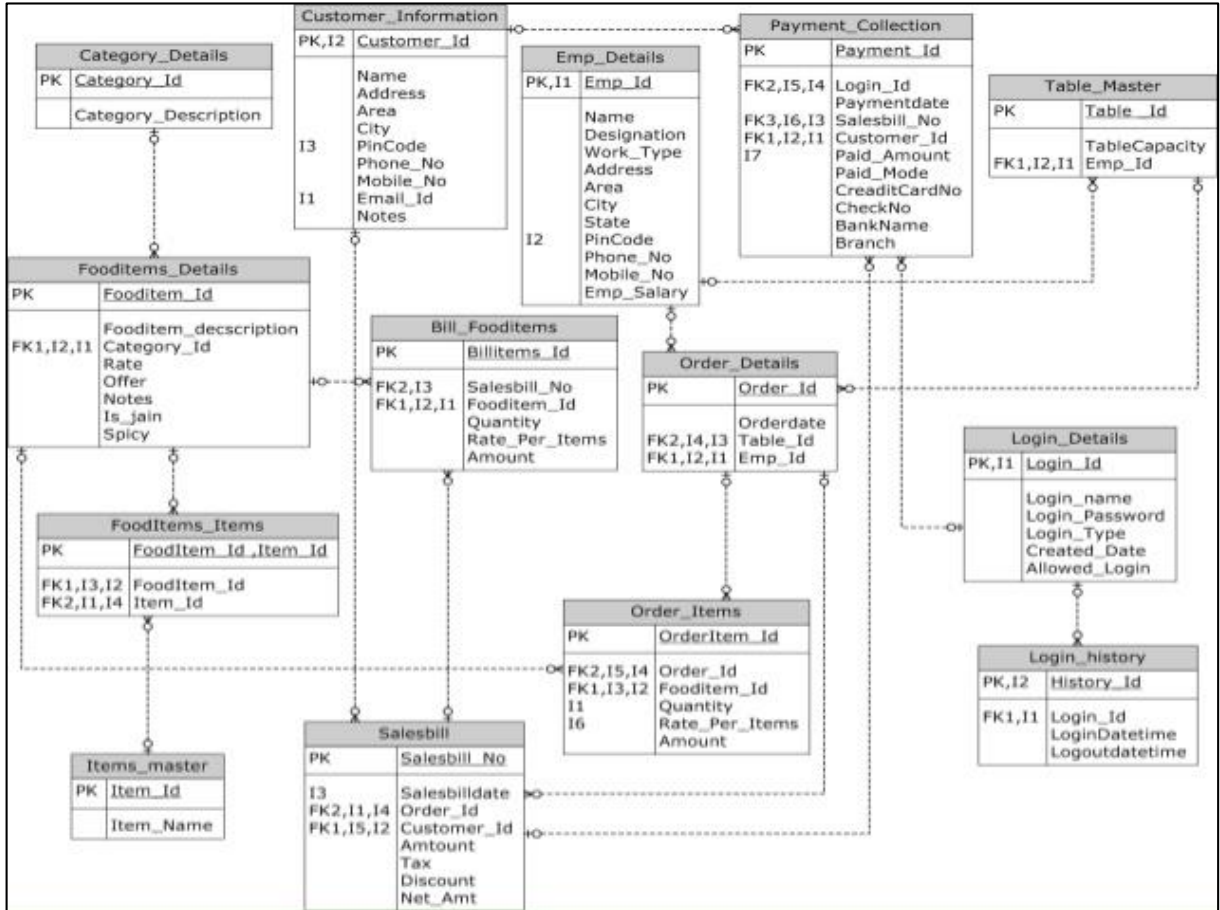 Customer_Information
PK,I2 Customer_Id
Name
Address
Area
City
I3 PinCode
Phone_No
Mobile_No
I1 Email_Id
Notes
Payment_Collection
PK Payment_Id
FK2,I5,I4 Login_Id
Paymentdate
FK3,I6,I3 Salesbill_No
FK1,I2,I1 Customer_Id
I7 Paid_Amount
Paid_Mode
CreaditCardNo
CheckNo
BankName
Branch
Category_Details
PK Category_Id
Category_Description
Emp_Details
PK,I1 Emp_Id
Name
Designation
Work_Type
Address
Area
City
State
I2 PinCode
Phone_No
Mobile_No
Emp_Salary
Table_Master
PK Table_Id
TableCapacity
FK1,I2,I1 Emp_Id
Fooditems_Details
PK Fooditem_Id
Fooditem_decscription
FK1,I2,I1 Category_Id
Rate
Offer
Notes
Is_jain
Spicy
Bill_Fooditems
PK Billitems_Id
FK2,I3 Salesbill_No
FK1,I2,I1 Fooditem_Id
Quantity
Rate_Per_Items
Amount
Order_Details
PK Order_Id
Orderdate
FK2,I4,I3 Table_Id
FK1,I2,I1 Emp_Id
Login_Details
PK,I1 Login_Id
Login_name
Login_Password
Login_Type
Created_Date
Allowed_Login
FoodItems_Items
PK FoodItem_Id ,Item_Id
FK1,I3,I2 FoodItem_Id
FK2,I1,I4 Item_Id
Order_Items
PK OrderItem_Id
FK2,I5,I4 Order_Id
FK1,I3,I2 Fooditem_Id
I1 Quantity
I6 Rate_Per_Items
Amount
Login_history
PK,I2 History_Id
FK1,I1 Login_Id
LoginDatetime
Logoutdatetime
Salesbill
PK Salesbill_No
I3 Salesbilldate
FK2,I1,I4 Order_Id
FK1,I5,I2 Customer_Id
Amtount
Tax
Discount
Net_Amt
Items_master
PK Item_Id
Item_Name